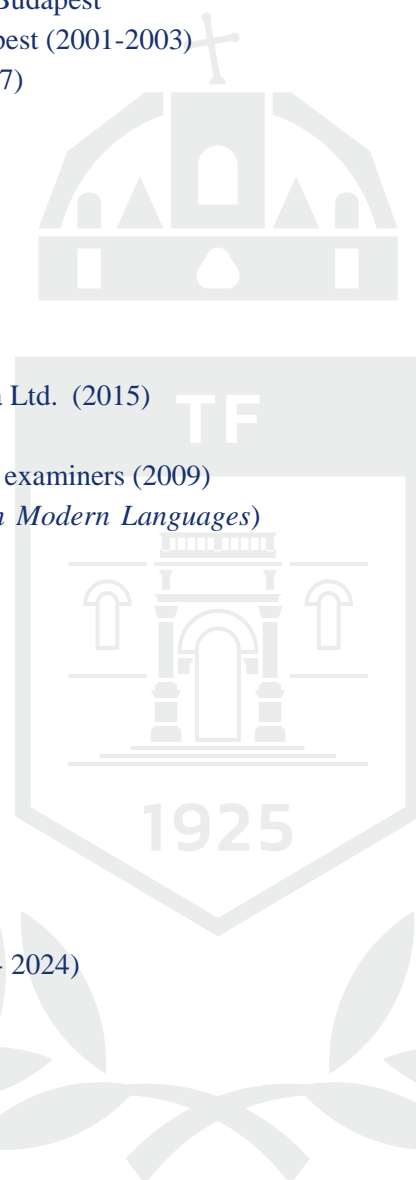 Budapest
pest (2001-2003)
7)
Ltd. (2015)
TF
examiners (2009)
Modern Languages)
1925
- 2024)